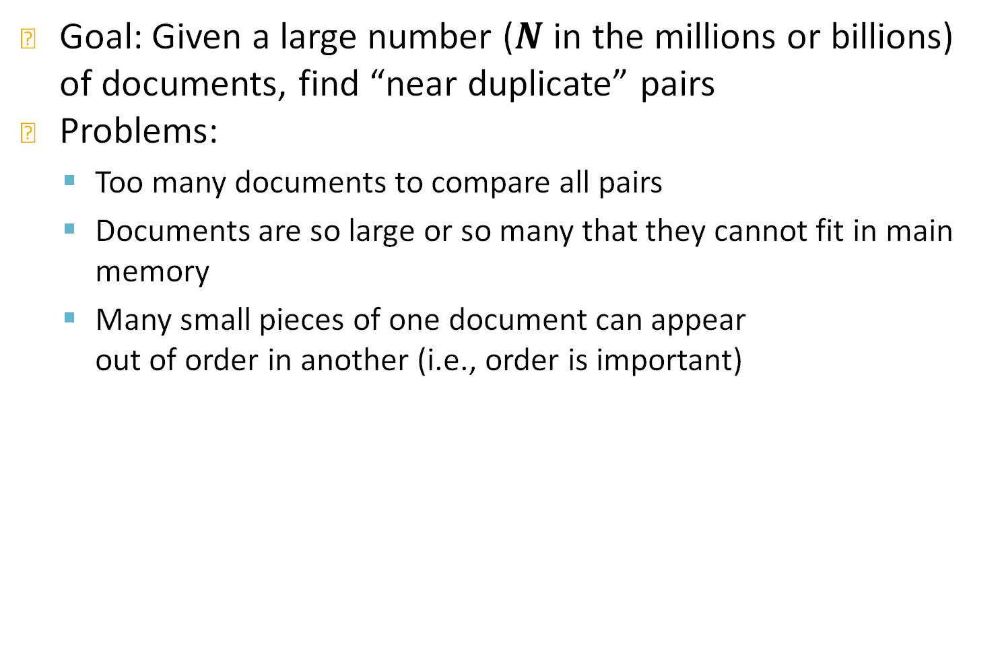 Goal: Given a large number (N in the millions or billions)
of documents, find “near duplicate” pairs
Problems:
▪ Too many documents to compare all pairs
▪ Documents are so large or so many that they cannot fit in main
memory
▪ Many small pieces of one document can appear
out of order in another (i.e., order is important)